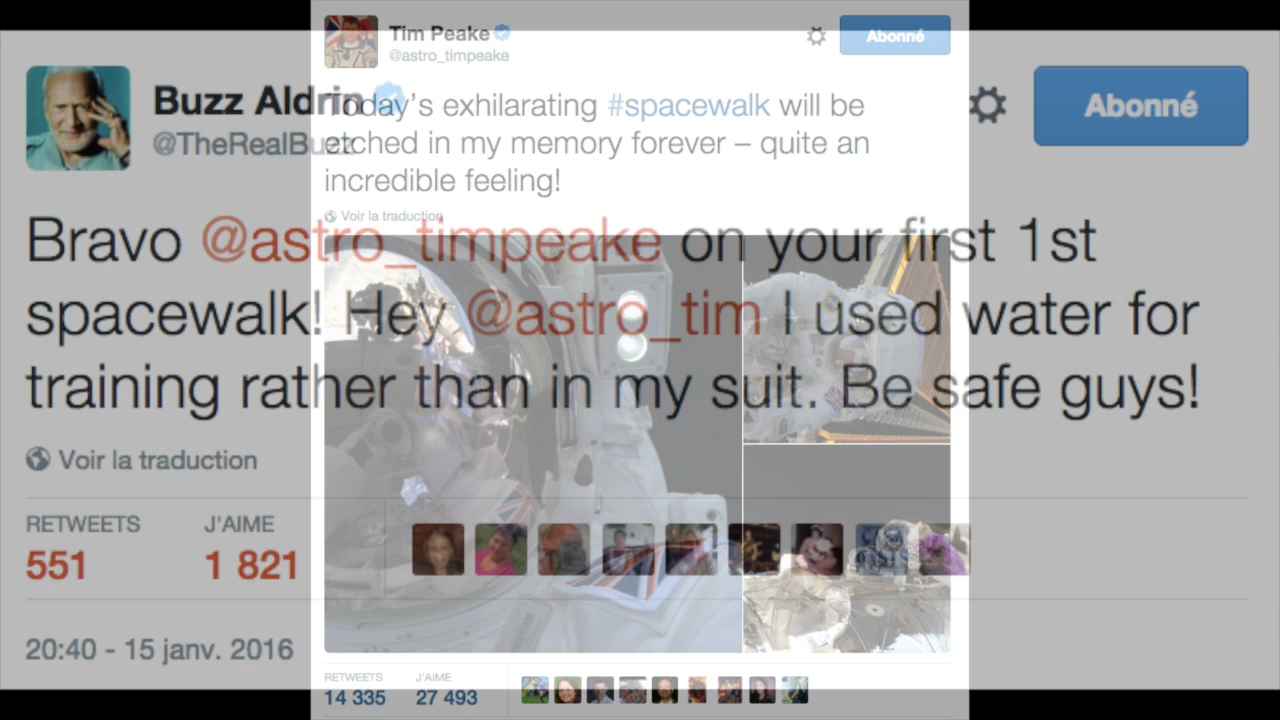 Tim Peake
@astro_timpeake
Abonné
Today's exhilarating #spacewalk will be
etched in my memory forever – quite an
incredible feeling!
Voir la traduction
RETWEETS J'AIME
14 335 27 493
Buzz Aldrin
@TheRealBuzz
Abonné
Bravo @astro_timpeake on your first 1st
spacewalk! Hey @astro_tim I used water for
training rather than in my suit. Be safe guys!
Voir la traduction
RETWEETS J'AIME
551 1 821
20:40 - 15 janv. 2016